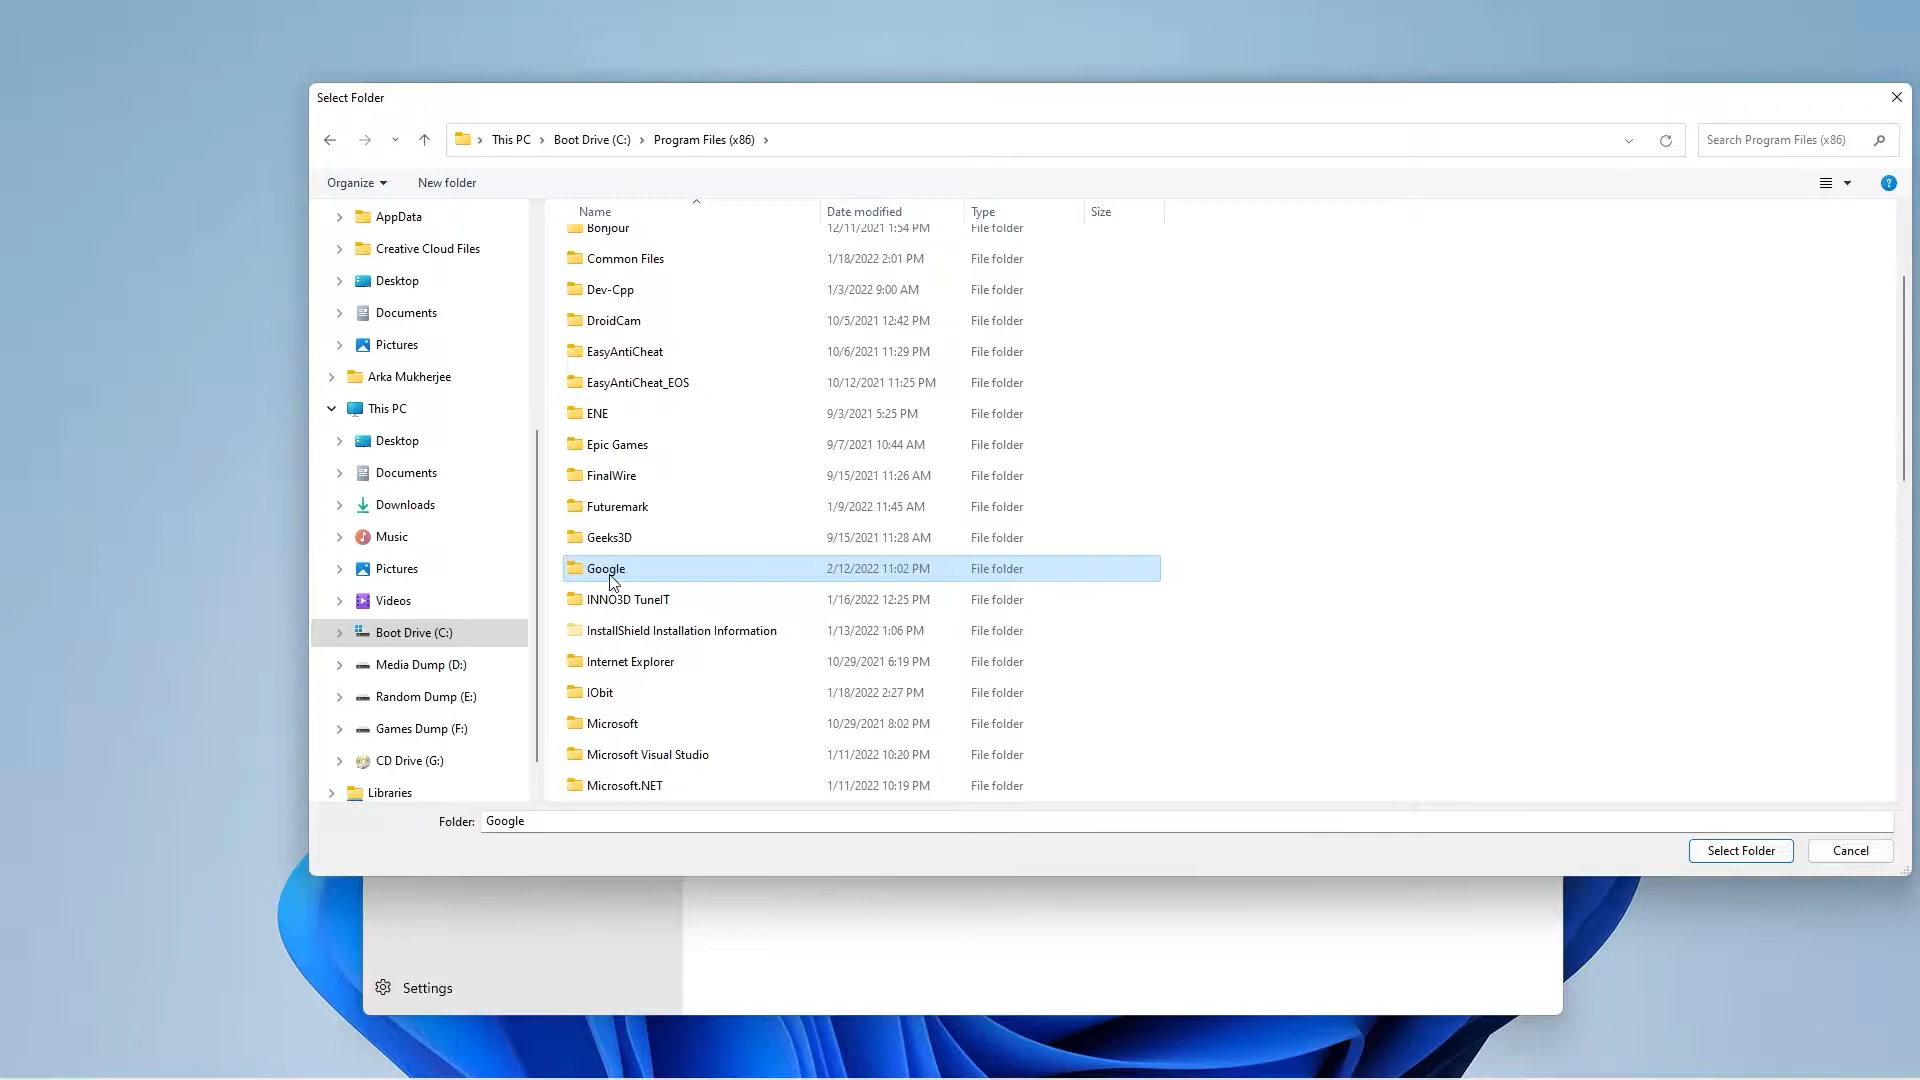 Select Folder
This PC Boot Drive (C:) Program Files (x86)
Search Program Files (x86)
Organize New folder
AppData
Creative Cloud Files
Desktop
Documents
Pictures
Arka Mukherjee
This PC
Desktop
Documents
Downloads
Music
Pictures
Videos
Boot Drive (C:)
Media Dump (D:)
Random Dump (E:)
Games Dump (F:)
CD Drive (G:)
Libraries
Name Date modified Type Size
Bonjour 12/11/2021 1:54 PM File folder
Common Files 1/18/2022 2:01 PM File folder
Dev-Cpp 1/3/2022 9:00 AM File folder
DroidCam 10/5/2021 12:42 PM File folder
EasyAntiCheat 10/6/2021 11:29 PM File folder
EasyAntiCheat_EOS 10/12/2021 11:25 PM File folder
ENE 9/3/2021 5:25 PM File folder
Epic Games 9/7/2021 10:44 AM File folder
FinalWire 9/15/2021 11:26 AM File folder
Futuremark 1/9/2022 11:45 AM File folder
Geeks3D 9/15/2021 11:28 AM File folder
Google 2/12/2022 11:02 PM File folder
INNO3D TuneIT 1/16/2022 12:25 PM File folder
InstallShield Installation Information 1/13/2022 1:06 PM File folder
Internet Explorer 10/29/2021 6:19 PM File folder
IObit 1/18/2022 2:27 PM File folder
Microsoft 10/29/2021 8:02 PM File folder
Microsoft Visual Studio 1/11/2022 10:20 PM File folder
Microsoft.NET 1/11/2022 10:19 PM File folder
Folder: Google
Select Folder Cancel
Settings